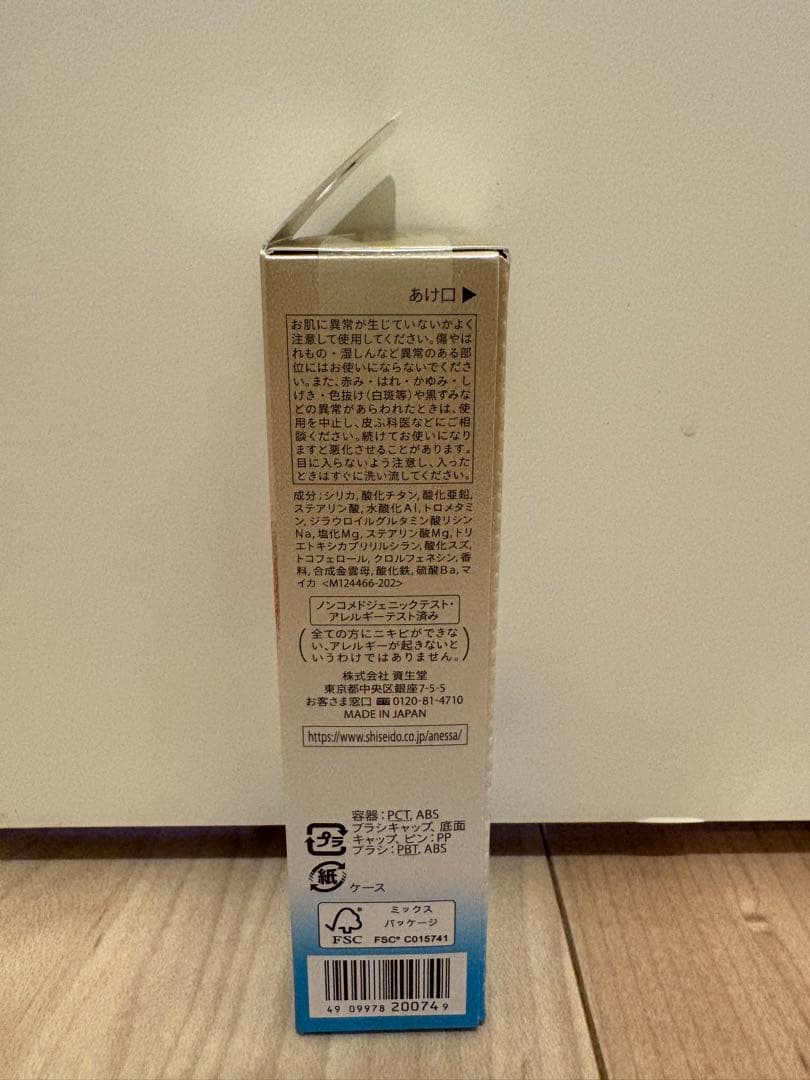 あけ口▶
お肌に異常が生じていないかよく
注意して使用してください。傷やは
れもの・湿しんなど異常のある部
位にはお使いにならないでくださ
い。また、赤み・はれ・かゆみ・し
げき・色抜け(白斑等)や黒ずみな
どの異常があらわれたときは、使
用を中止し、皮ふ科医などにご相
談ください。続けてお使いになり
ますと悪化させることがあります。
目に入らないよう注意し、入った
ときはすぐに洗い流してください。
成分:シリカ, 酸化チタン, 酸化亜鉛,
ステアリン酸, 水酸化Al, トロメタミ
ン, ジラウロイルグルタミン酸リシン
Na, 塩化Mg, ステアリン酸Mg, トリ
エトキシカプリリルシラン, 酸化スズ,
トコフェロール, クロルフェネシン, 香
料, 合成金雲母, 酸化鉄, 硫酸Ba, マ
イカ <M124466-202>
ノンコメドジェニックテスト・
アレルギーテスト済み
(全ての方にニキビができな
い、アレルギーが起きないと
いうわけではありません。)
株式会社 資生堂
東京都中央区銀座7-5-5
お客さま窓口 0120-81-4710
MADE IN JAPAN
https://www.shiseido.co.jp/anessa/
容器:PCT, ABS
ブラシキャップ、底面
キャップ、ピン:PP
ブラシ:PBT, ABS
プラ
紙
ケース
FSC
ミックス
パッケージ
FSC® C015741
4909978200749